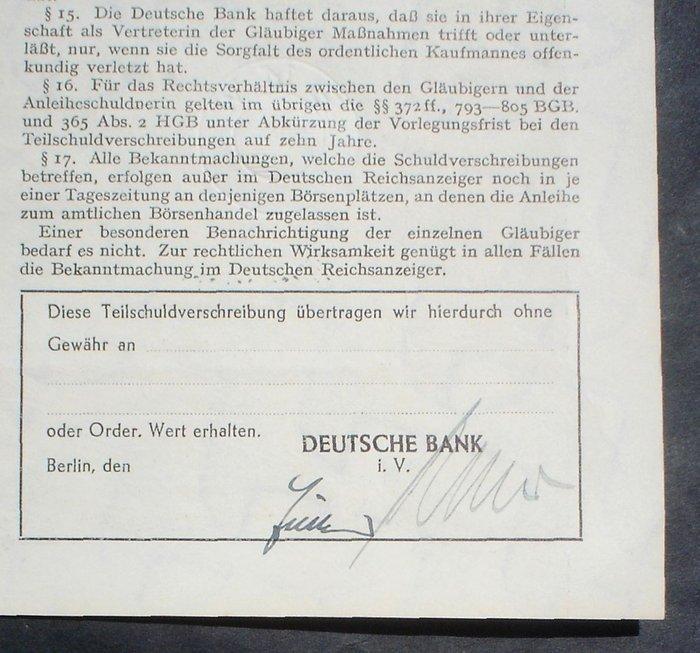 § 15. Die Deutsche Bank haftet daraus, daß sie in ihrer Eigen-
schaft als Vertreterin der Gläubiger Maßnahmen trifft oder unter-
läßt, nur, wenn sie die Sorgfalt des ordentlichen Kaufmannes offen-
kundig verletzt hat.
§ 16. Für das Rechtsverhältnis zwischen den Gläubigern und der
Anleiheschuldnerin gelten im übrigen die §§ 372 ff., 793—805 BGB.
und 365 Abs. 2 HGB unter Abkürzung der Vorlegungsfrist bei den
Teilschuldverschreibungen auf zehn Jahre.
§ 17. Alle Bekanntmachungen, welche die Schuldverschreibungen
betreffen, erfolgen außer im Deutschen Reichsanzeiger noch in je
einer Tageszeitung an denjenigen Börsenplätzen, an denen die Anleihe
zum amtlichen Börsenhandel zugelassen ist.
Einer besonderen Benachrichtigung der einzelnen Gläubiger
bedarf es nicht. Zur rechtlichen Wirksamkeit genügt in allen Fällen
die Bekanntmachung im Deutschen Reichsanzeiger.
Diese Teilschuldverschreibung übertragen wir hierdurch ohne
Gewähr an
oder Order. Wert erhalten.
DEUTSCHE BANK
Berlin, den
i. V.